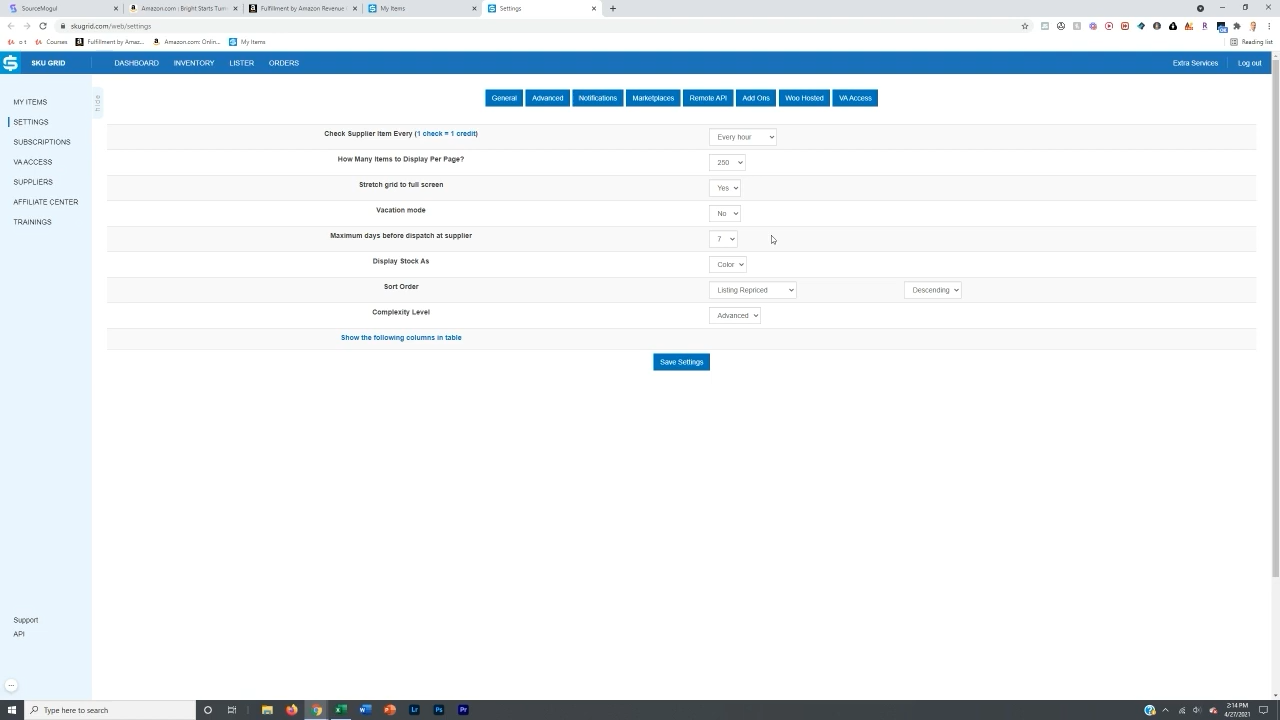 SourceMogul
Amazon.com : Bright Starts Turn
Fulfillment by Amazon Revenue
My Items
Settings
skugrid.com/web/settings
o t
Courses
Fulfillment by Amaz...
Amazon.com: Onlin...
My Items
Reading list
SKU GRID
DASHBOARD
INVENTORY
LISTER
ORDERS
Extra Services
Log out
hide
MY ITEMS
SETTINGS
SUBSCRIPTIONS
VA ACCESS
SUPPLIERS
AFFILIATE CENTER
TRAININGS
General
Advanced
Notifications
Marketplaces
Remote API
Add Ons
Woo Hosted
VA Access
Check Supplier Item Every (1 check = 1 credit)
Every hour
How Many Items to Display Per Page?
250
Stretch grid to full screen
Yes
Vacation mode
No
Maximum days before dispatch at supplier
7
Display Stock As
Color
Sort Order
Listing Repriced
Descending
Complexity Level
Advanced
Show the following columns in table
Save Settings
Support
API
Type here to search
2:14 PM
4/27/2021